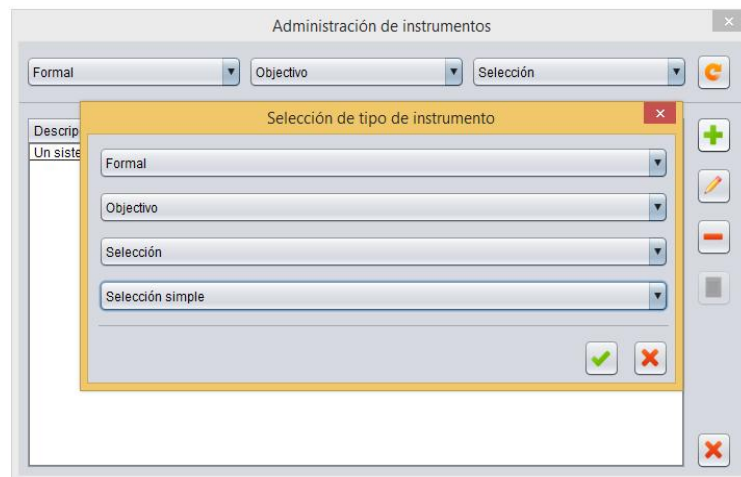 Administración de instrumentos
Formal Objectivo Selección
Selección de tipo de instrumento
Descrip
Un siste
Formal
Objectivo
Selección
Selección simple